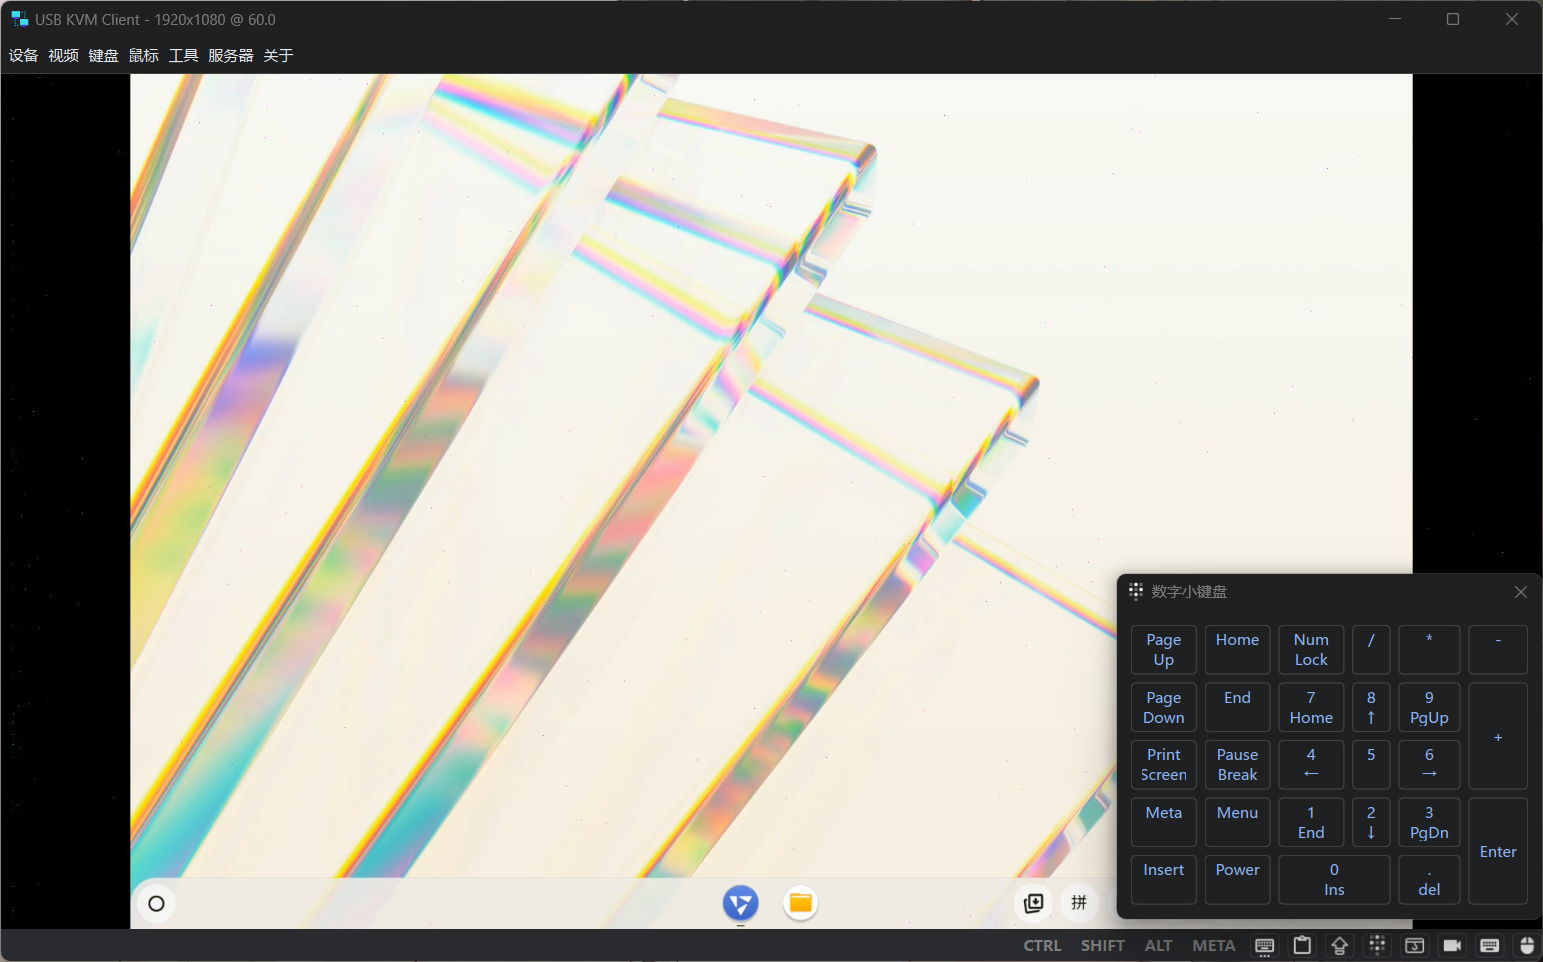 USB KVM Client - 1920x1080 @ 60.0
设备 视频 键盘 鼠标 工具 服务器 关于
数字小键盘
Page Up
Home
Num Lock
/
*
-
Page Down
End
7 Home
8 ↑
9 PgUp
+
Print Screen
Pause Break
4 ←
5
6 →
Meta
Menu
1 End
2 ↓
3 PgDn
Enter
Insert
Power
0 Ins
. del
拼
CTRL SHIFT ALT META